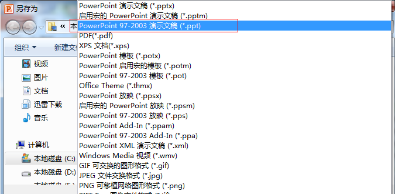 另存为
PowerPoint 演示文稿 (*.pptx)
启用宏的 PowerPoint 演示文稿 (*.pptm)
PowerPoint 97-2003 演示文稿 (*.ppt)
PDF(*.pdf)
XPS 文档(*.xps)
PowerPoint 模板 (*.potx)
PowerPoint 启用宏的模板 (*.potm)
PowerPoint 97-2003 模板 (*.pot)
Office Theme (*.thmx)
PowerPoint 放映 (*.ppsx)
启用宏的 PowerPoint 放映 (*.ppsm)
PowerPoint 97-2003 放映 (*.pps)
PowerPoint Add-In (*.ppam)
PowerPoint 97-2003 Add-In (*.ppa)
PowerPoint XML 演示文稿 (*.xml)
Windows Media 视频 (*.wmv)
GIF 可交换的图形格式 (*.gif)
JPEG 文件交换格式 (*.jpg)
PNG 可移植网络图形格式 (*.png)
组织
新建文
视频
图片
文档
迅雷下载
音乐
计算机
本地磁盘 (C:)
本地磁盘 (D:)
本地磁盘 (E:)